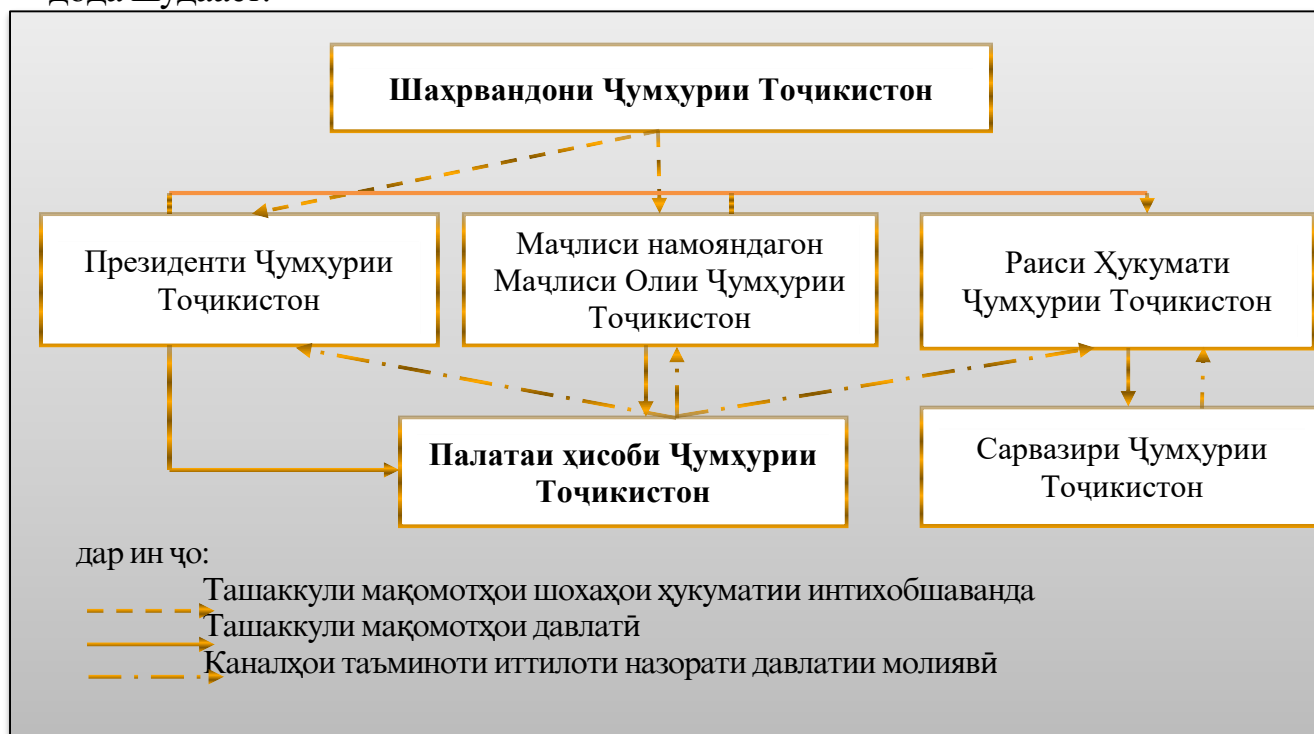 Шаҳрвандони Ҷумҳурии Тоҷикистон
Президенти Ҷумҳурии
Тоҷикистон
Маҷлиси намояндагон
Маҷлиси Олии Ҷумҳурии
Тоҷикистон
Раиси Ҳукумати
Ҷумҳурии Тоҷикистон
Палатаи ҳисоби Ҷумҳурии
Тоҷикистон
Сарвазири Ҷумҳурии
Тоҷикистон
дар ин ҷо:
Ташаккули мақомотҳои шохаҳои ҳукуматии интихобшаванда
Ташаккули мақомотҳои давлатӣ
Каналҳои таъминоти иттилоти назорати давлатии молиявӣ